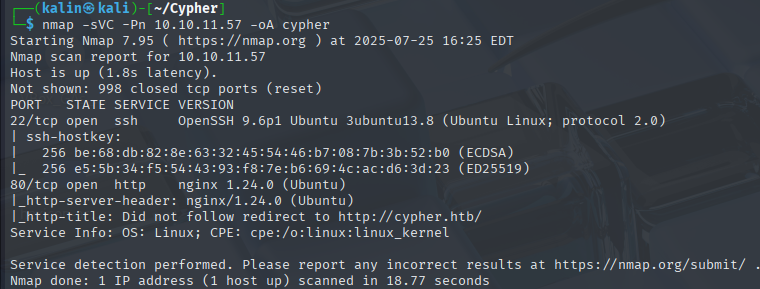 ┌──(kalin㉿kali)-[~/Cypher]
└─$ nmap -sVC -Pn 10.10.11.57 -oA cypher
Starting Nmap 7.95 ( https://nmap.org ) at 2025-07-25 16:25 EDT
Nmap scan report for 10.10.11.57
Host is up (1.8s latency).
Not shown: 998 closed tcp ports (reset)
PORT   STATE SERVICE VERSION
22/tcp open  ssh     OpenSSH 9.6p1 Ubuntu 3ubuntu13.8 (Ubuntu Linux; protocol 2.0)
| ssh-hostkey:
|   256 be:68:db:82:8e:63:32:45:54:46:b7:08:7b:3b:52:b0 (ECDSA)
|_  256 e5:5b:34:f5:54:43:93:f8:7e:b6:69:4c:ac:d6:3d:23 (ED25519)
80/tcp open  http    nginx 1.24.0 (Ubuntu)
|_http-server-header: nginx/1.24.0 (Ubuntu)
|_http-title: Did not follow redirect to http://cypher.htb/
Service Info: OS: Linux; CPE: cpe:/o:linux:linux_kernel
Service detection performed. Please report any incorrect results at https://nmap.org/submit/ .
Nmap done: 1 IP address (1 host up) scanned in 18.77 seconds